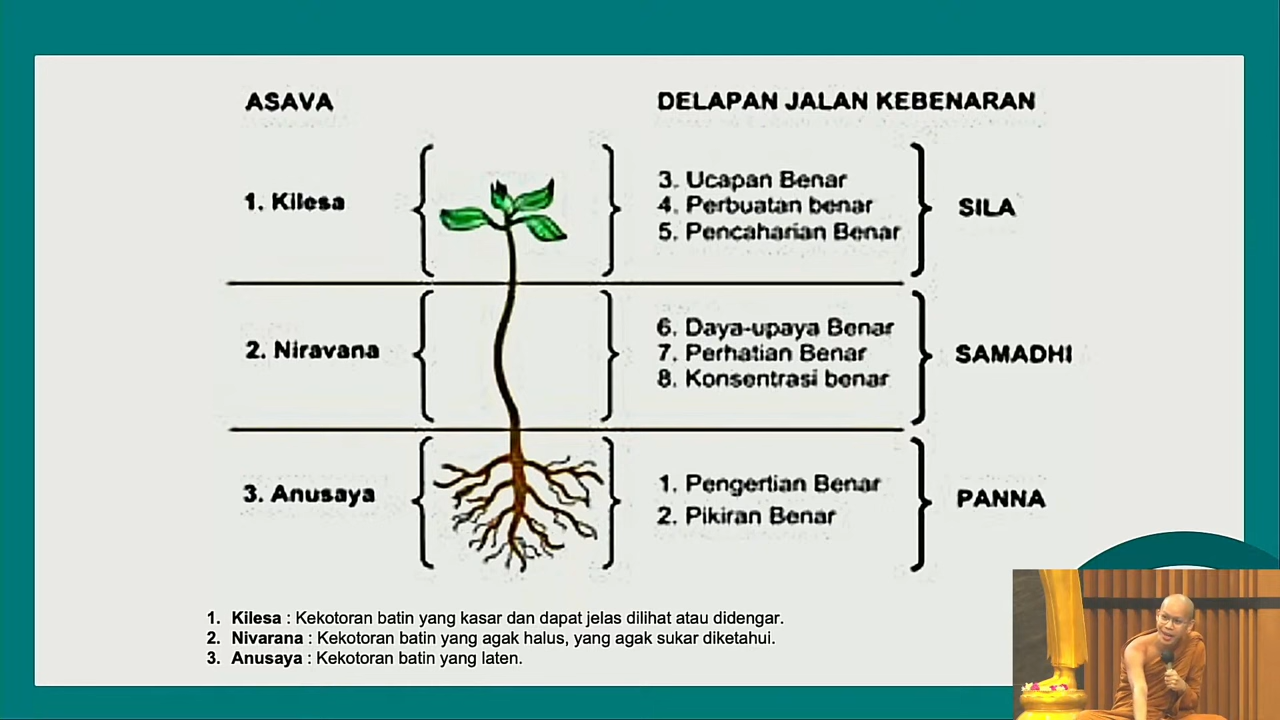 ASAVA
DELAPAN JALAN KEBENARAN
1. Kilesa
3. Ucapan Benar
4. Perbuatan benar
5. Pencaharian Benar
SILA
2. Niravana
6. Daya-upaya Benar
7. Perhatian Benar
8. Konsentrasi benar
SAMADHI
3. Anusaya
1. Pengertian Benar
2. Pikiran Benar
PANNA
1. Kilesa : Kekotoran batin yang kasar dan dapat jelas dilihat atau didengar.
2. Nivarana : Kekotoran batin yang agak halus, yang agak sukar diketahui.
3. Anusaya : Kekotoran batin yang laten.